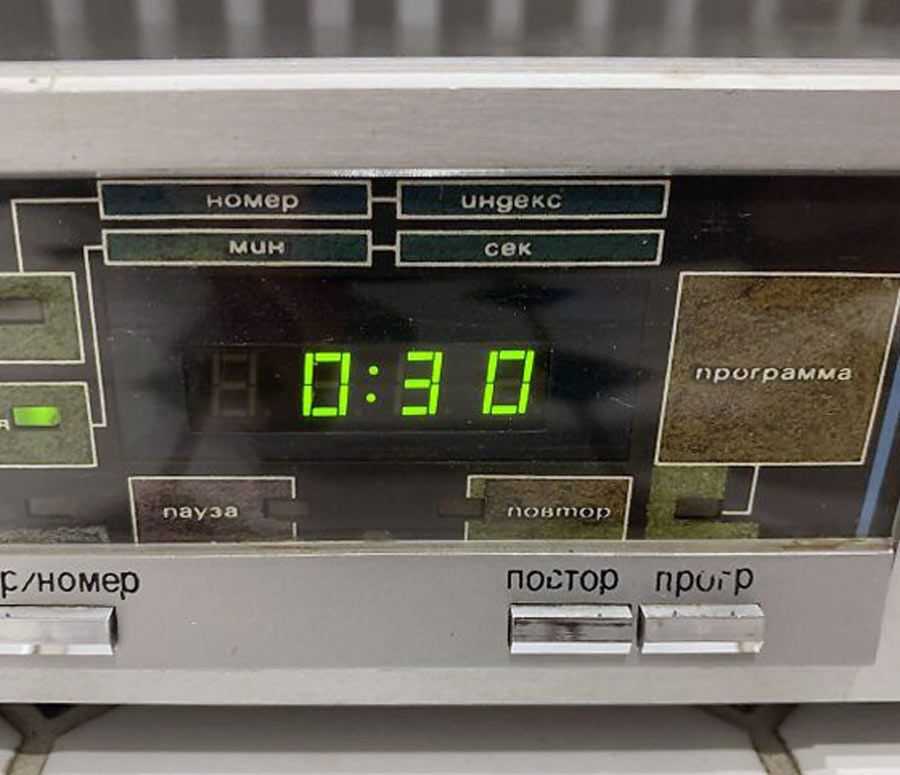 номер индекс
мин сек
0:30
программа
я
пауза повтор
р/номер постор прогр